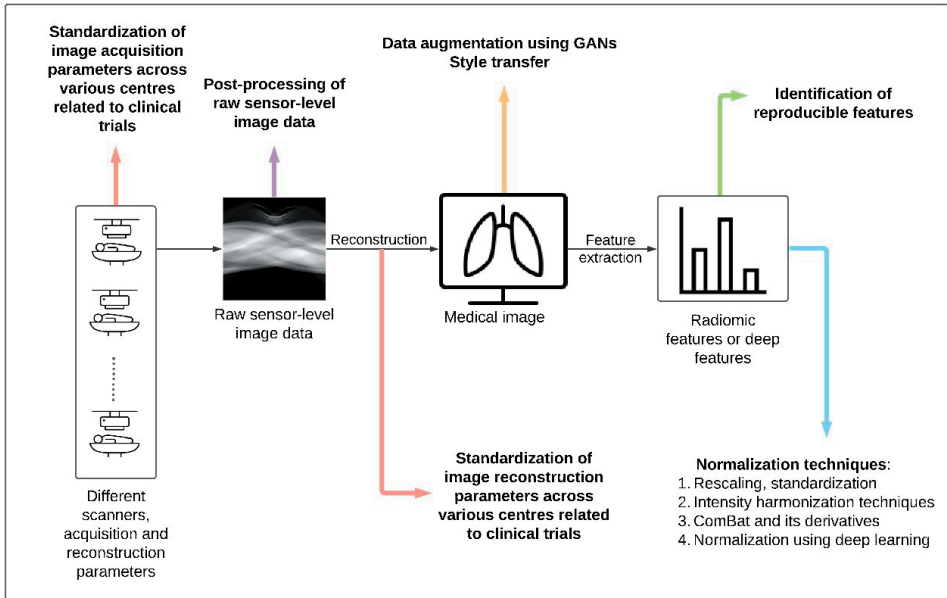 Standardization of
image acquisition
parameters across
various centres
related to clinical
trials
Post-processing of
raw sensor-level
image data
Data augmentation using GANs
Style transfer
Identification of
reproducible features
Reconstruction
Feature
extraction
Raw sensor-level
image data
Medical image
Radiomic
features or deep
features
Different
scanners,
acquisition and
reconstruction
parameters
Standardization of
image reconstruction
parameters across
various centres related
to clinical trials
Normalization techniques:
1. Rescaling, standardization
2. Intensity harmonization techniques
3. ComBat and its derivatives
4. Normalization using deep learning